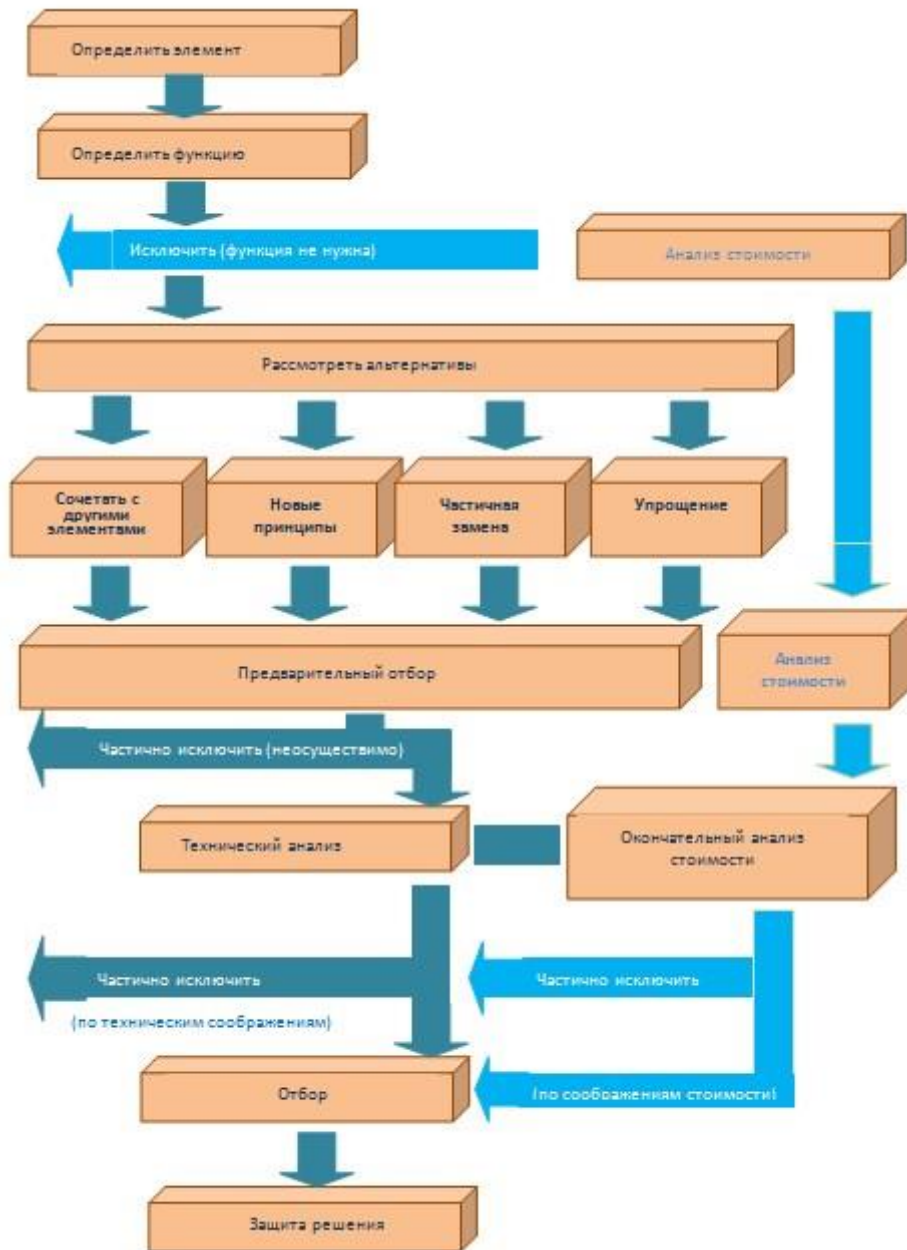 Определить элемент
Определить функцию
Исключить (функция не нужна)
Анализ стоимости
Рассмотреть альтернативы
Сочетать с
другими
элементами
Новые
принципы
Частичная
замена
Упрощение
Предварительный отбор
Анализ
стоимости
Частично исключить (неосуществимо)
Технический анализ
Окончательный анализ
стоимости
Частично исключить
(по техническим соображениям)
Частично исключить
(по соображениям стоимости)
Отбор
Защита решения